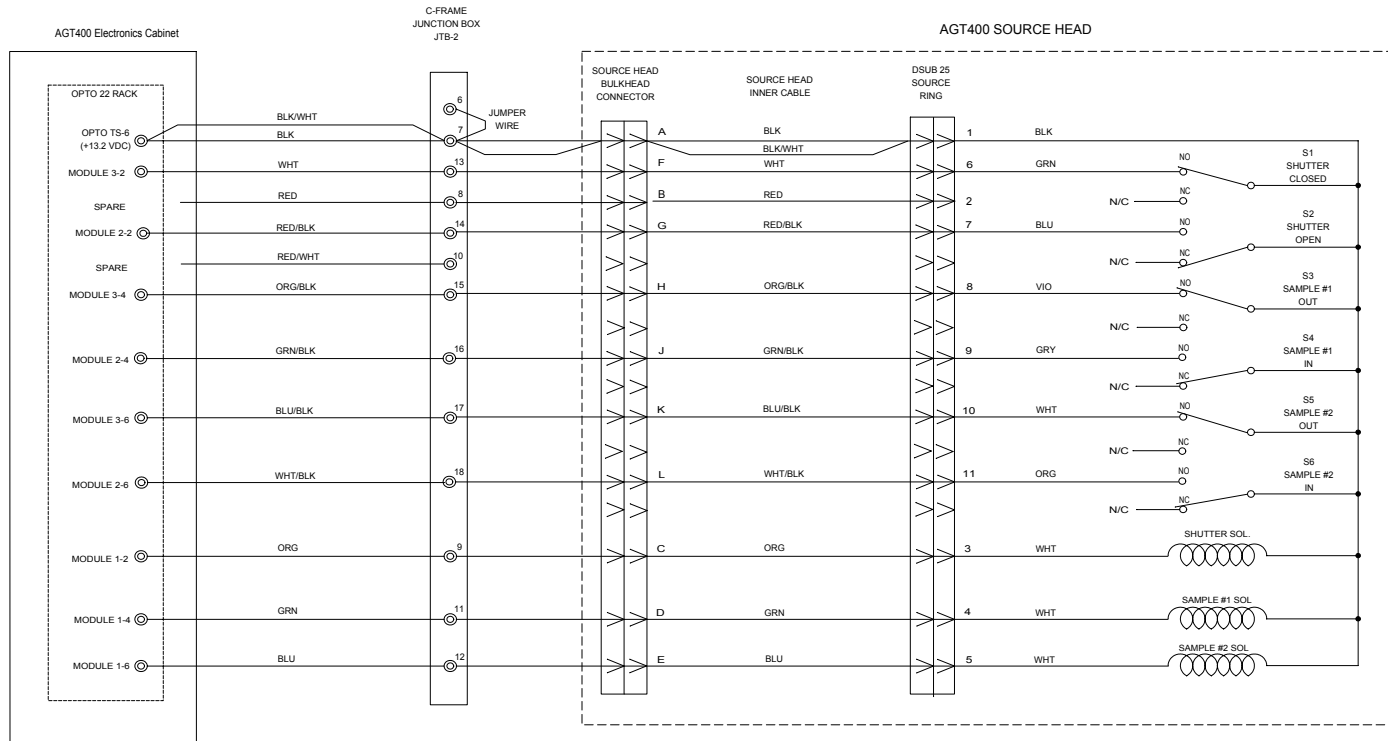 C-FRAME
JUNCTION BOX
JTB-2
AGT400 Electronics Cabinet
AGT400 SOURCE HEAD
OPTO 22 RACK
SOURCE HEAD
BULKHEAD
CONNECTOR
SOURCE HEAD
INNER CABLE
DSUB 25
SOURCE
RING
6
JUMPER
WIRE
OPTO TS-6
(+13.2 VDC)
BLK/WHT
BLK
7
A
BLK
BLK/WHT
1
BLK
MODULE 3-2
WHT
13
F
WHT
6
GRN
NO
NC
N/C
S1
SHUTTER
CLOSED
SPARE
RED
8
B
RED
2
MODULE 2-2
RED/BLK
14
G
RED/BLK
7
BLU
NO
NC
N/C
S2
SHUTTER
OPEN
SPARE
RED/WHT
10
MODULE 3-4
ORG/BLK
15
H
ORG/BLK
8
VIO
NO
NC
N/C
S3
SAMPLE #1
OUT
MODULE 2-4
GRN/BLK
16
J
GRN/BLK
9
GRY
NO
NC
N/C
S4
SAMPLE #1
IN
MODULE 3-6
BLU/BLK
17
K
BLU/BLK
10
WHT
NO
NC
N/C
S5
SAMPLE #2
OUT
MODULE 2-6
WHT/BLK
18
L
WHT/BLK
11
ORG
NO
NC
N/C
S6
SAMPLE #2
IN
MODULE 1-2
ORG
9
C
ORG
3
WHT
SHUTTER SOL.
MODULE 1-4
GRN
11
D
GRN
4
WHT
SAMPLE #1 SOL
MODULE 1-6
BLU
12
E
BLU
5
WHT
SAMPLE #2 SOL